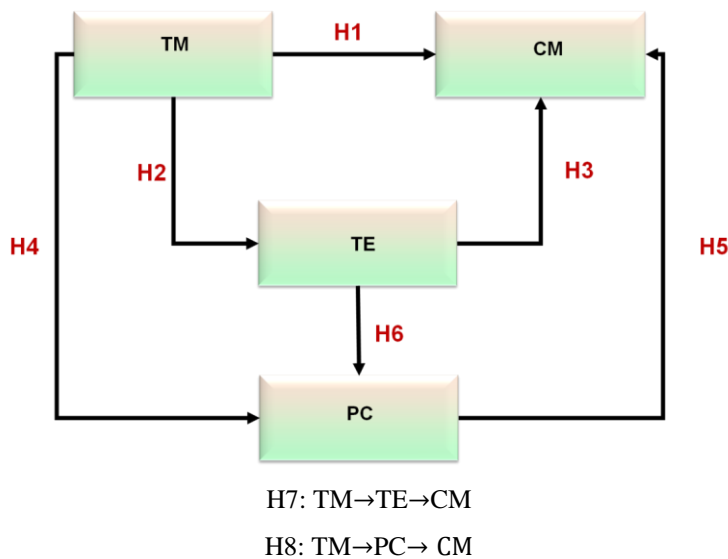 H1
TM
CM
H2
H3
TE
H4
H5
H6
PC
H7: TM→TE→CM
H8: TM→PC→ CM